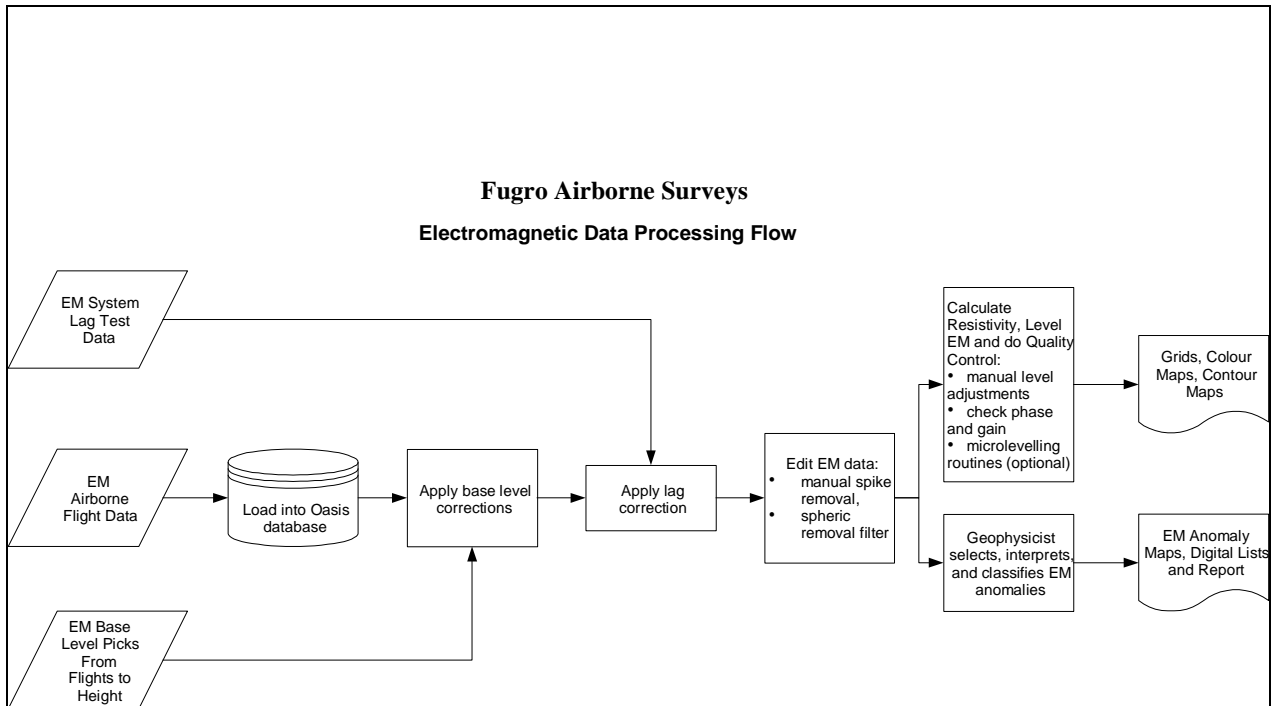 Fugro Airborne Surveys
Electromagnetic Data Processing Flow
EM System
Lag Test
Data
EM
Airborne
Flight Data
Load into Oasis
database
Apply base level
corrections
Apply lag
correction
Edit EM data:
• manual spike
removal,
• spheric
removal filter
Calculate
Resistivity, Level
EM and do Quality
Control:
• manual level
adjustments
• check phase
and gain
• microlevelling
routines (optional)
Grids, Colour
Maps, Contour
Maps
Geophysicist
selects, interprets,
and classifies EM
anomalies
EM Anomaly
Maps, Digital Lists
and Report
EM Base
Level Picks
From
Flights to
Height